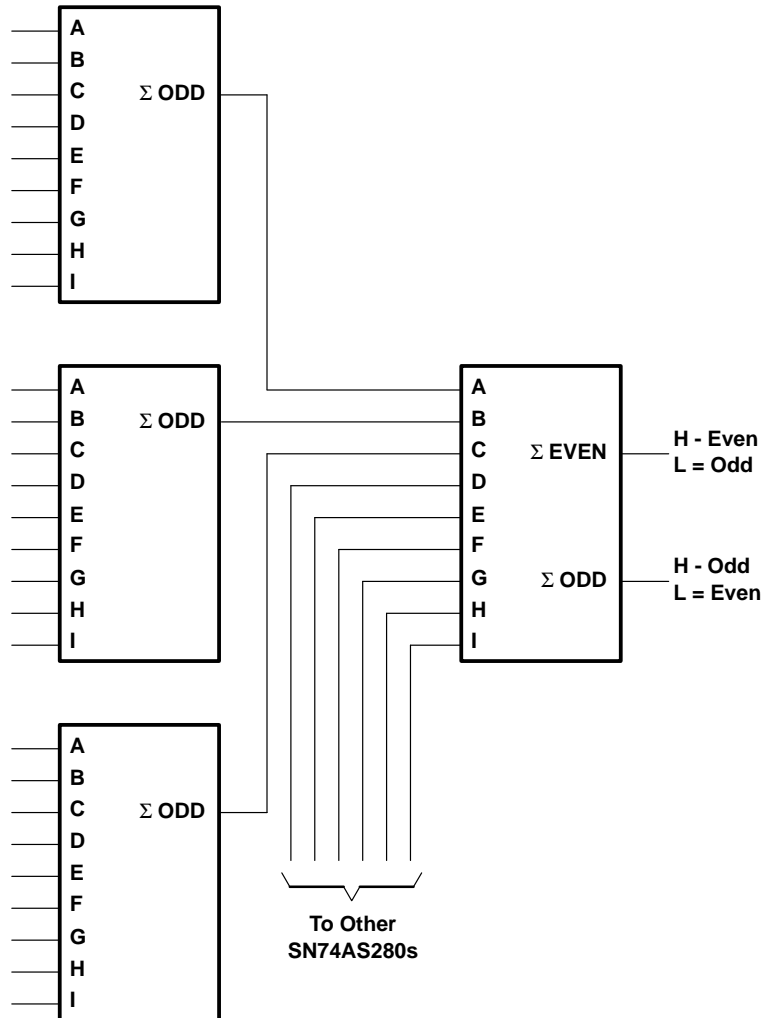 A
B
C
Σ ODD
D
E
F
G
H
I
A
B
Σ ODD
C
D
E
F
G
H
I
A
B
C
Σ ODD
D
E
F
G
H
I
A
B
C
Σ EVEN
D
E
F
G
Σ ODD
H
I
H - Even
L = Odd
H - Odd
L = Even
To Other
SN74AS280s